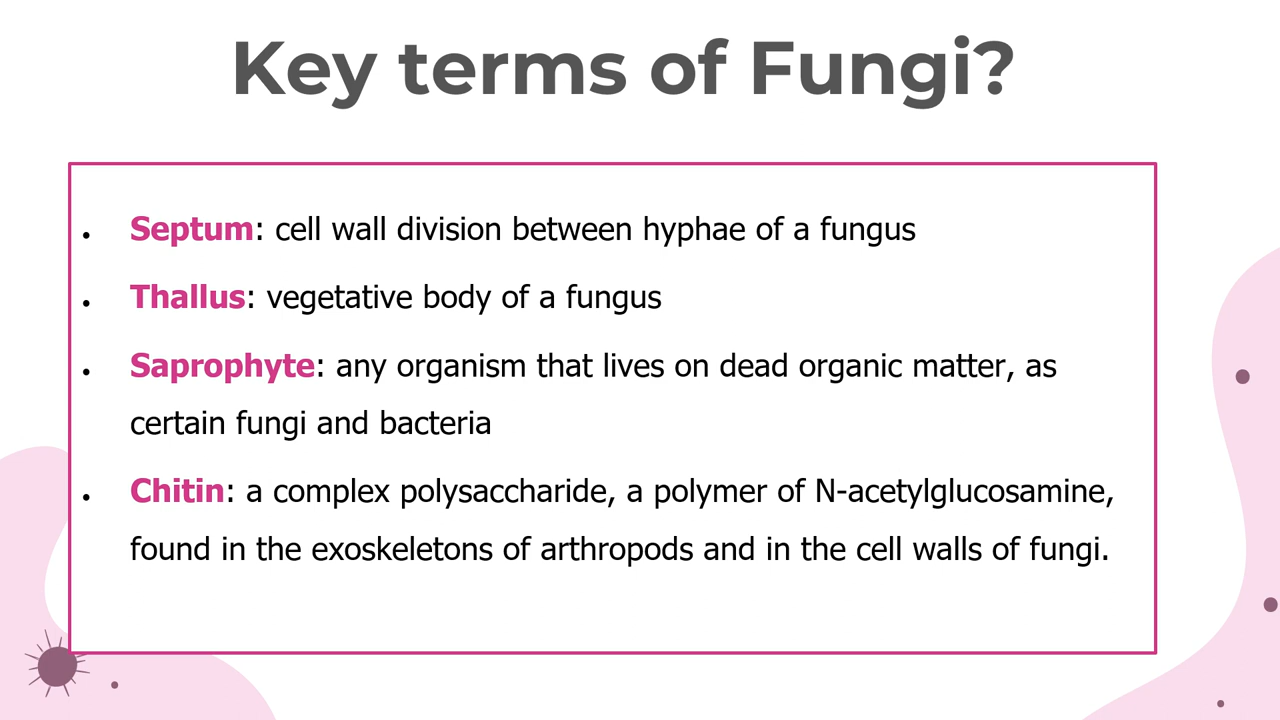 Key terms of Fungi?
• Septum: cell wall division between hyphae of a fungus
• Thallus: vegetative body of a fungus
• Saprophyte: any organism that lives on dead organic matter, as
certain fungi and bacteria
• Chitin: a complex polysaccharide, a polymer of N-acetylglucosamine,
found in the exoskeletons of arthropods and in the cell walls of fungi.